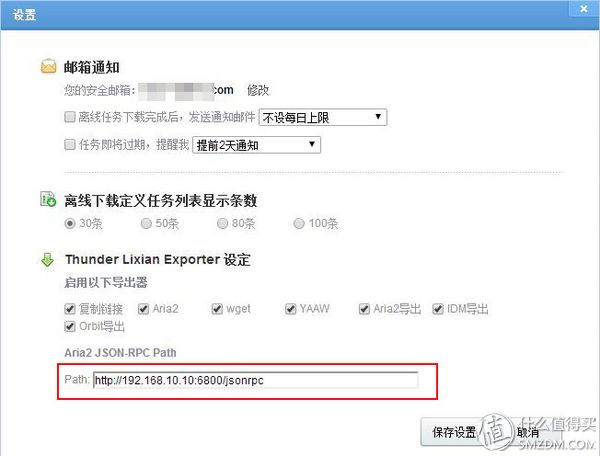 设置
邮箱通知
您的安全邮箱: com 修改
离线任务下载完成后，发送通知邮件 不设每日上限
任务即将过期，提醒我 提前2天通知
离线下载定义任务列表显示条数
30条 50条 80条 100条
Thunder Lixian Exporter 设定
启用以下导出器
复制链接 Aria2 wget YAAW Aria2导出 IDM导出
Orbit导出
Aria2 JSON-RPC Path
Path: http://192.168.10.10:6800/jsonrpc
保存设置 取消
值 什么值得买
SMZDM.COM